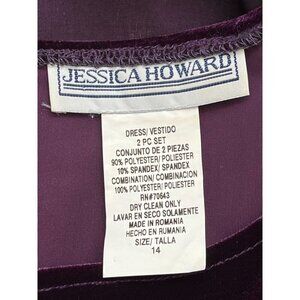 JESSICA HOWARD
DRESS/ VESTIDO
2 PC SET
CONJUNTO DE 2 PIEZAS
90% POLYESTER/ POLIESTER
10% SPANDEX/ SPANDEX
COMBINATION/ COMBINACION
100% POLYESTER/ POLIESTER
RN#70643
DRY CLEAN ONLY
LAVAR EN SECO SOLAMENTE
MADE IN ROMANIA
HECHO EN RUMANIA
SIZE/ TALLA
14